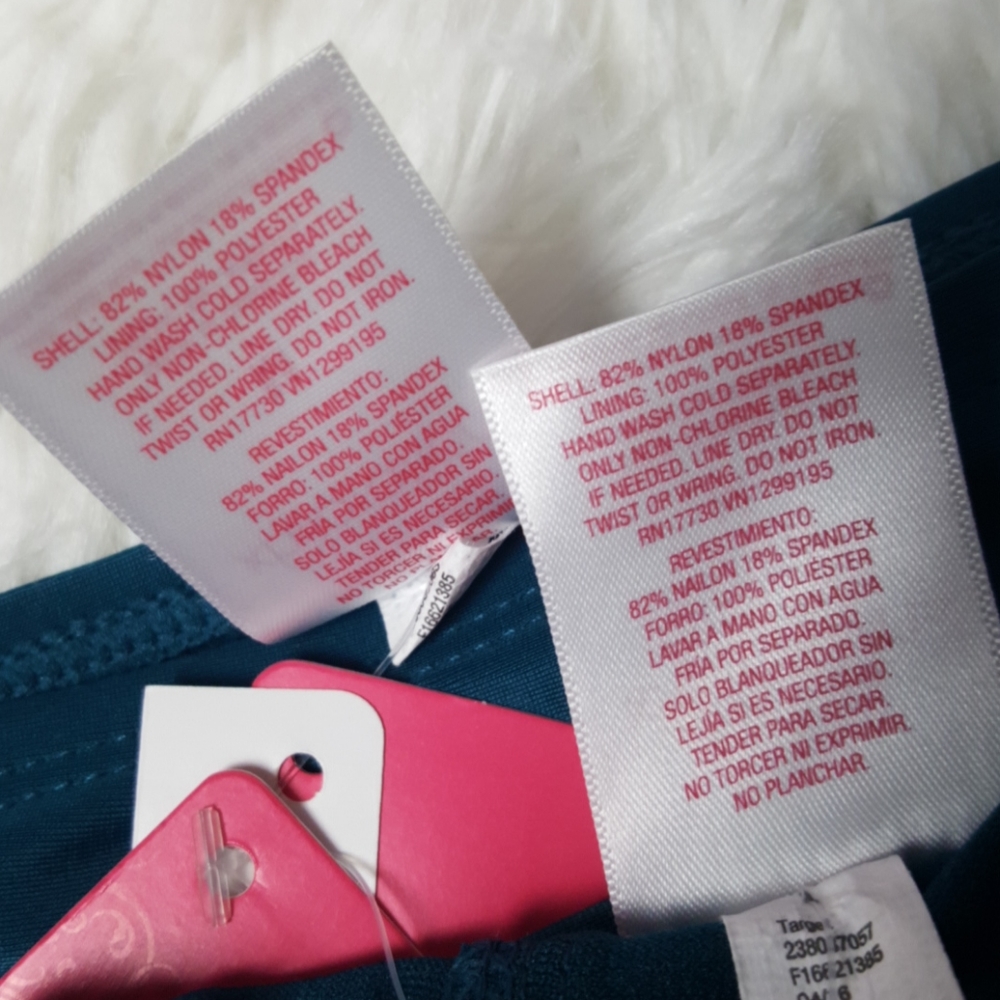 SHELL: 82% NYLON 18% SPANDEX
LINING: 100% POLYESTER
HAND WASH COLD SEPARATELY.
ONLY NON-CHLORINE BLEACH
IF NEEDED. LINE DRY. DO NOT
TWIST OR WRING. DO NOT IRON.
RN17730 VN1299195
REVESTIMIENTO:
82% NAILON 18% SPANDEX
FORRO: 100% POLIÉSTER
LAVAR A MANO CON AGUA
FRÍA POR SEPARADO.
SOLO BLANQUEADOR SIN
LEJÍA SI ES NECESARIO.
TENDER PARA SECAR.
NO TORCER NI EXPRIMIR
NO
F16621385
SHELL: 82% NYLON 18% SPANDEX
LINING: 100% POLYESTER
HAND WASH COLD SEPARATELY.
ONLY NON-CHLORINE BLEACH
IF NEEDED. LINE DRY. DO NOT
TWIST OR WRING. DO NOT IRON.
RN17730 VN1299195
REVESTIMIENTO:
82% NAILON 18% SPANDEX
FORRO: 100% POLIÉSTER
LAVAR A MANO CON AGUA
FRÍA POR SEPARADO.
SOLO BLANQUEADOR SIN
LEJÍA SI ES NECESARIO.
TENDER PARA SECAR.
NO TORCER NI EXPRIMIR.
NO PLANCHAR.
Target
F16621385